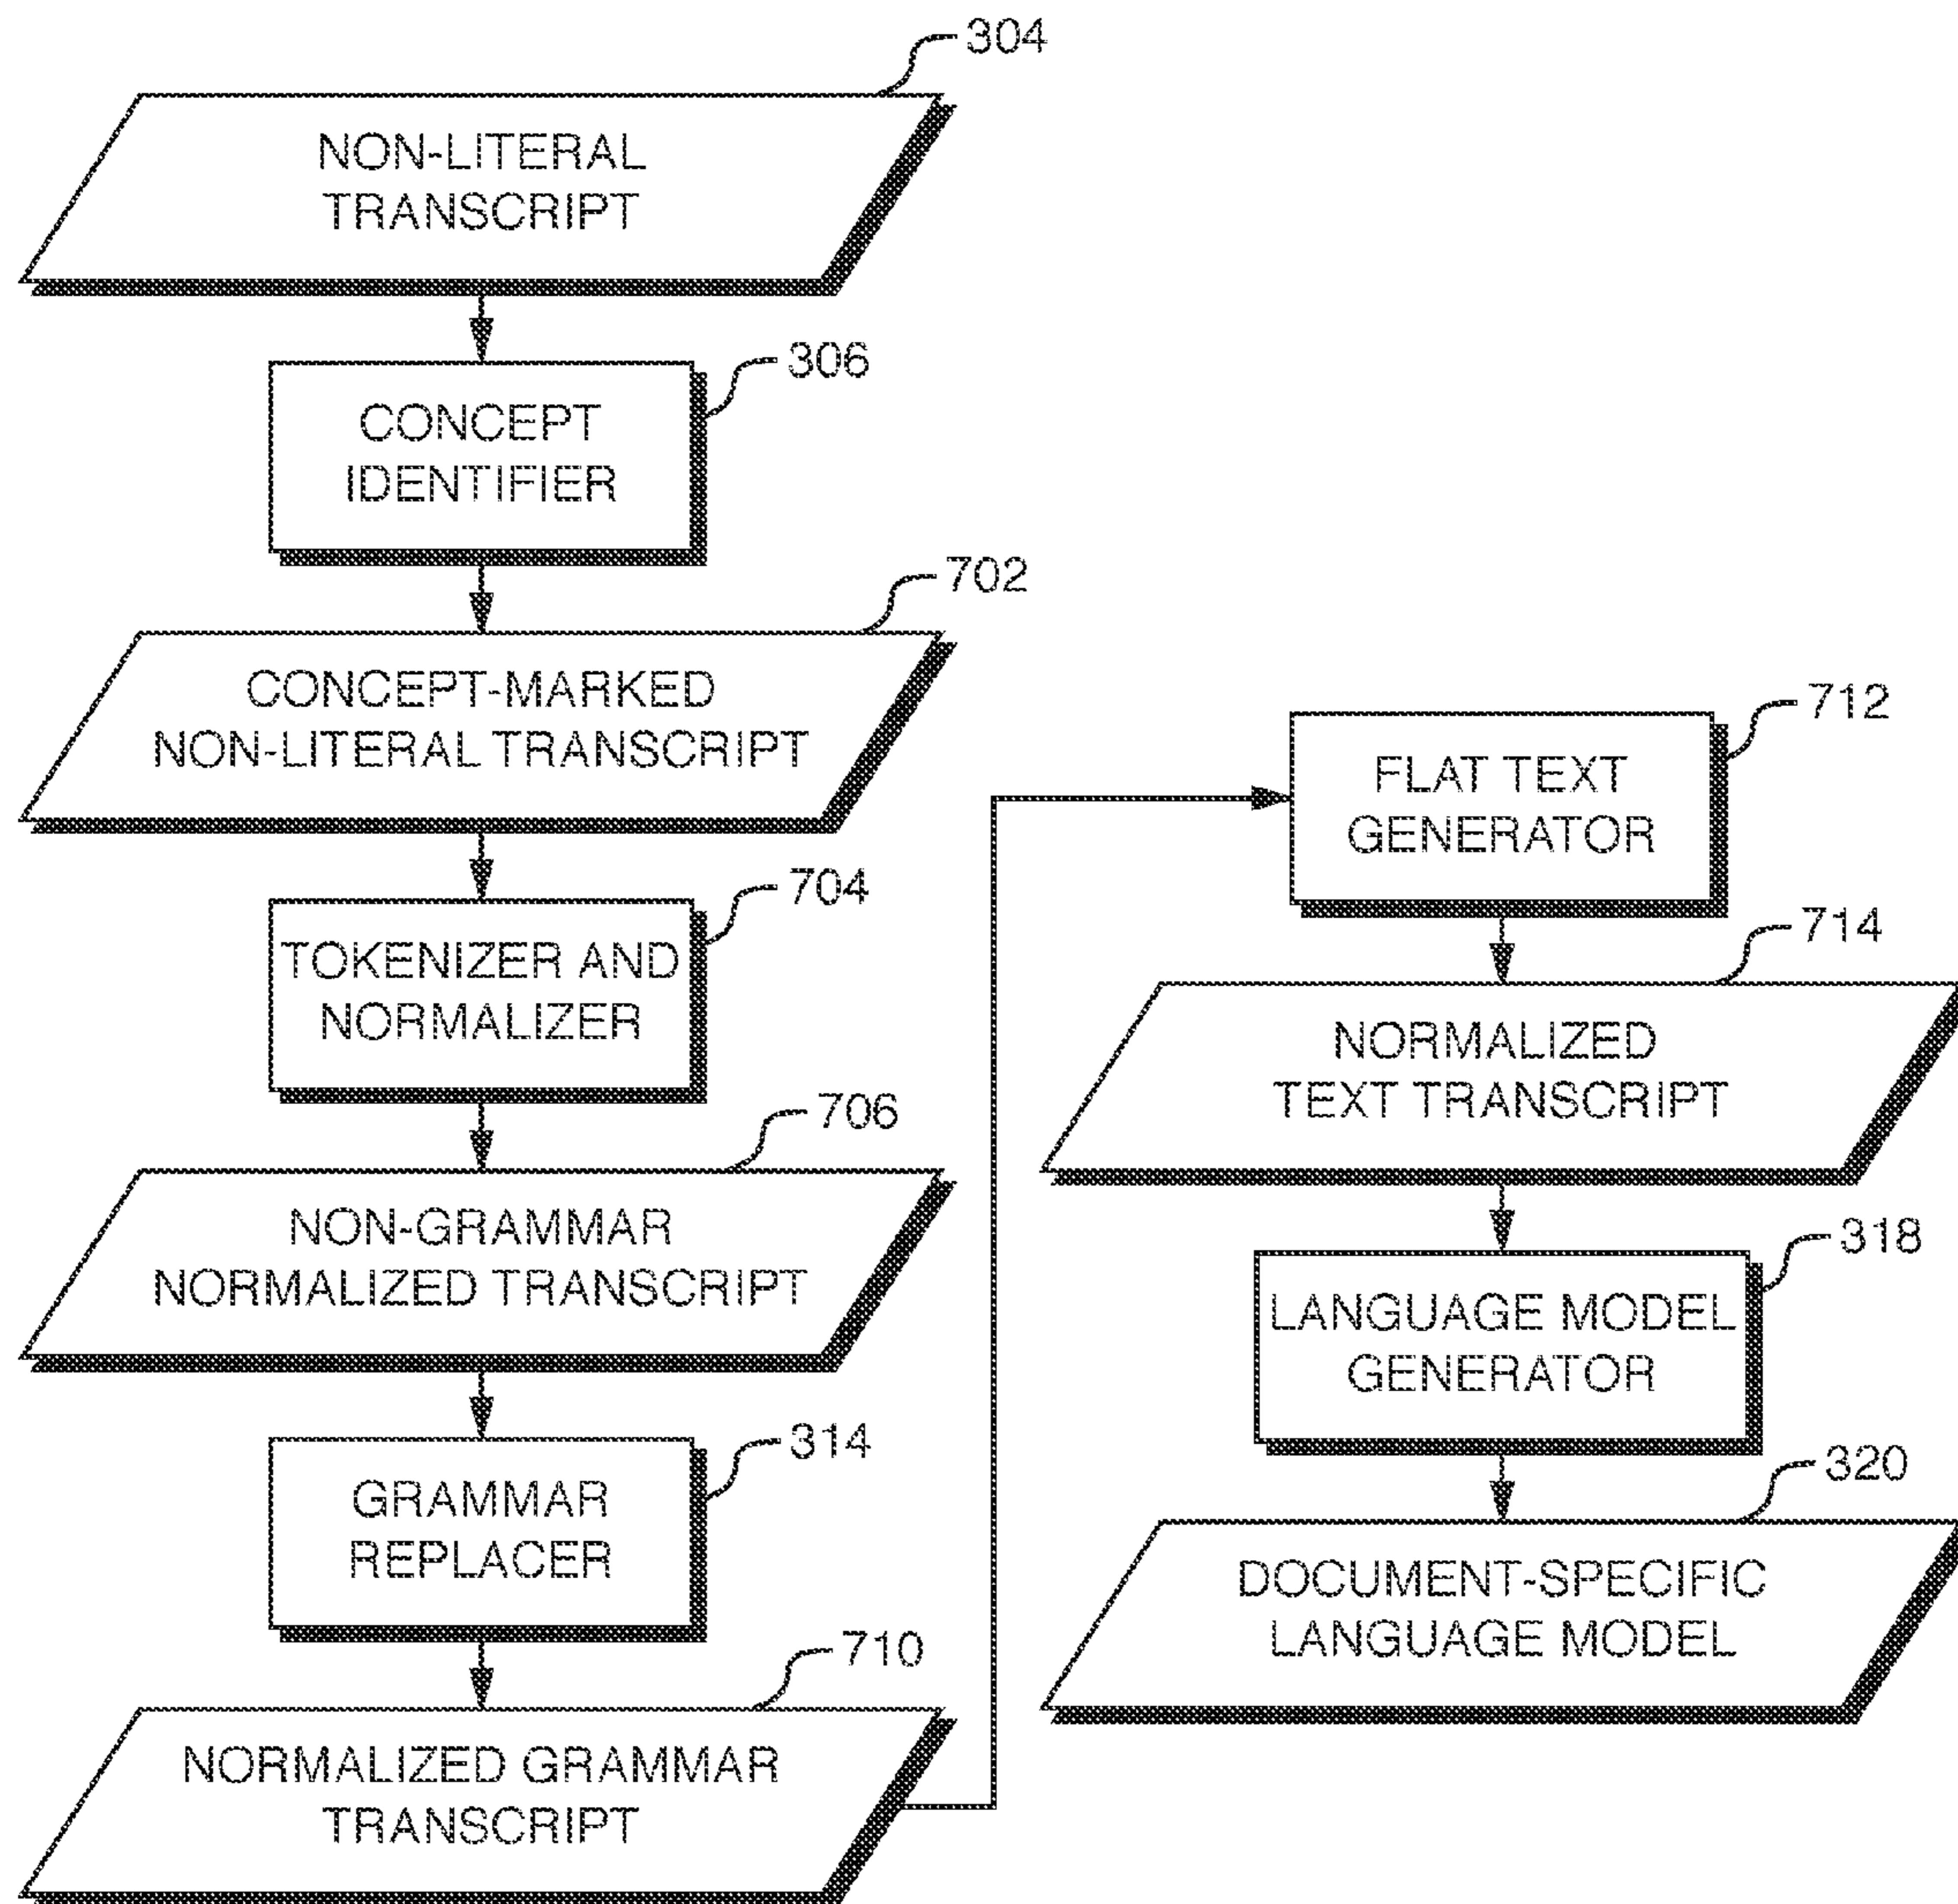 304
NON-LITERAL
TRANSCRIPT
306
CONCEPT
IDENTIFIER
702
CONCEPT-MARKED
NON-LITERAL TRANSCRIPT
704
TOKENIZER AND
NORMALIZER
706
NON-GRAMMAR
NORMALIZED TRANSCRIPT
314
GRAMMAR
REPLACER
710
NORMALIZED GRAMMAR
TRANSCRIPT
712
FLAT TEXT
GENERATOR
714
NORMALIZED
TEXT TRANSCRIPT
318
LANGUAGE MODEL
GENERATOR
320
DOCUMENT-SPECIFIC
LANGUAGE MODEL